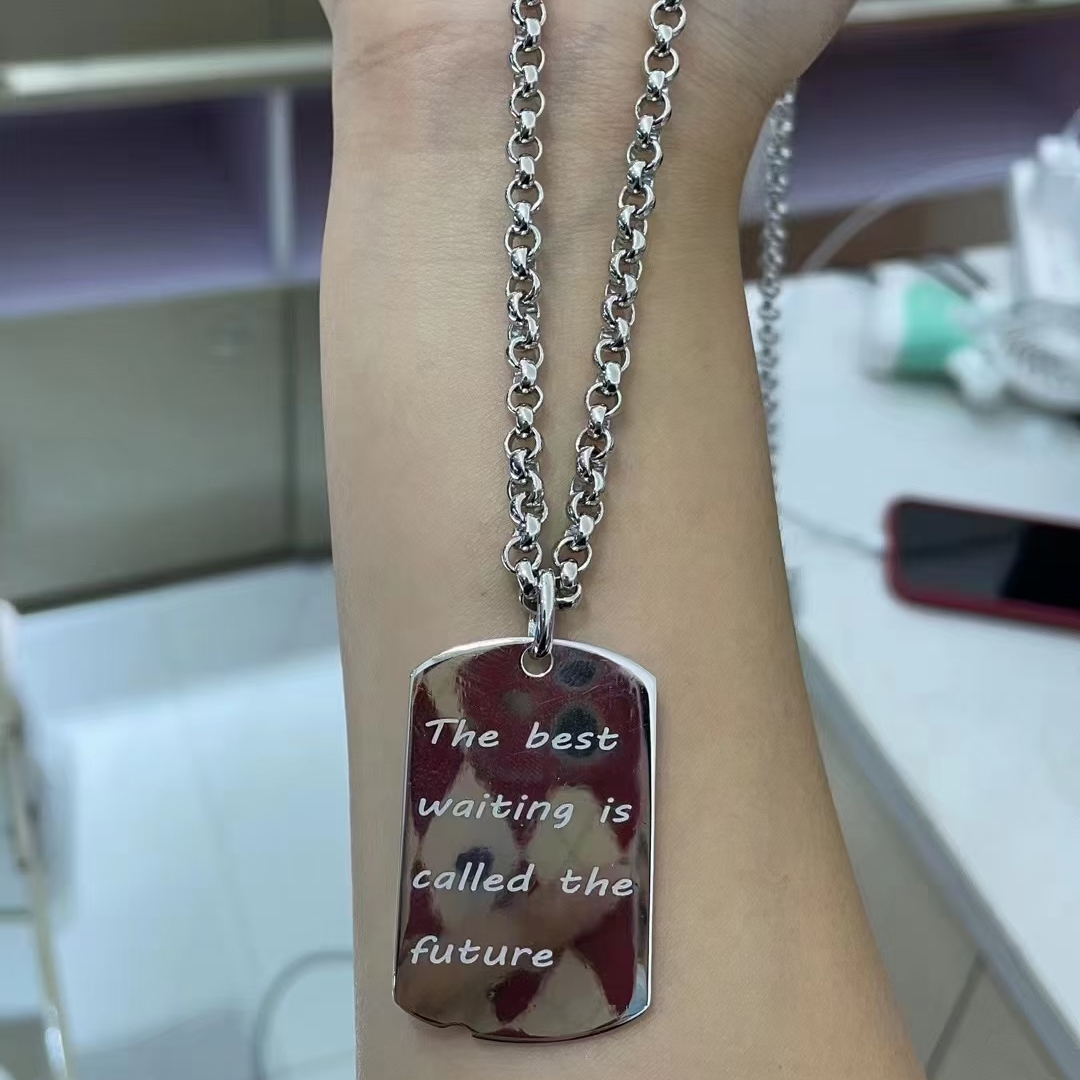 The best
waiting is
called the
future